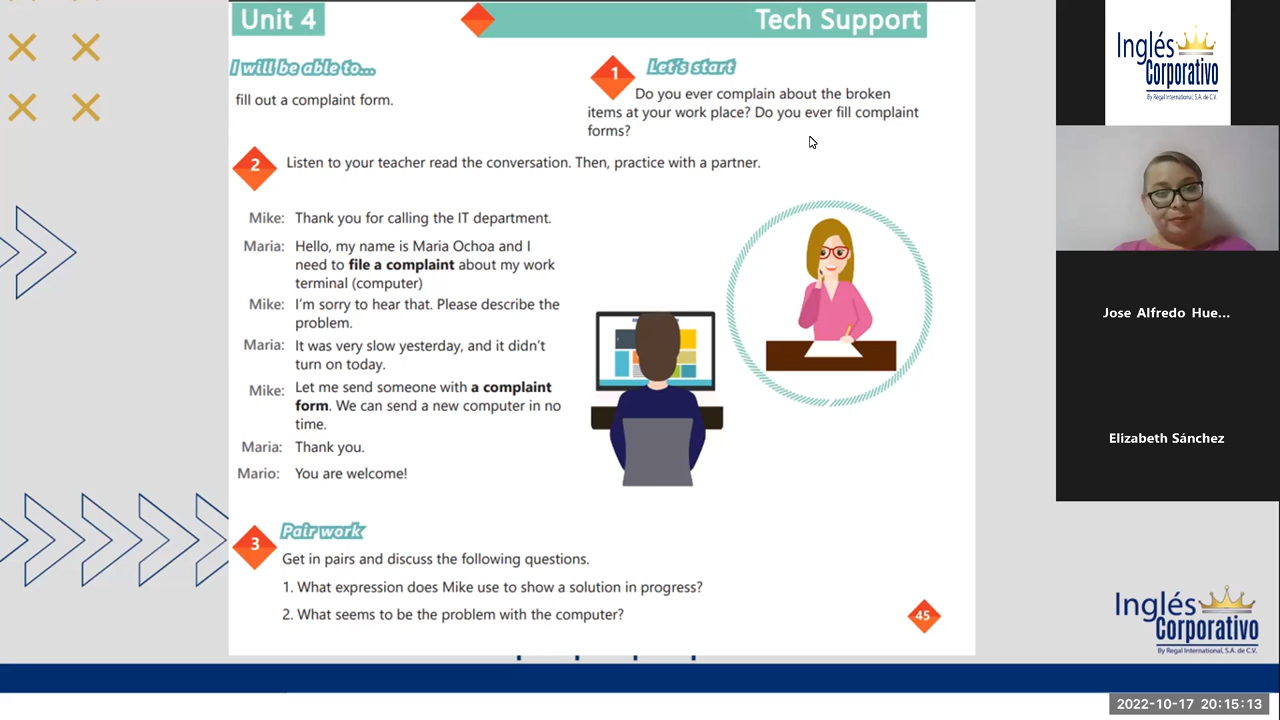 Unit 4
Tech Support
I will be able to...
fill out a complaint form.
1
Let's start
Do you ever complain about the broken
items at your work place? Do you ever fill complaint
forms?
2
Listen to your teacher read the conversation. Then, practice with a partner.
Mike: Thank you for calling the IT department.
Maria: Hello, my name is Maria Ochoa and I
need to file a complaint about my work
terminal (computer)
Mike: I'm sorry to hear that. Please describe the
problem.
Maria: It was very slow yesterday, and it didn't
turn on today.
Mike: Let me send someone with a complaint
form. We can send a new computer in no
time.
Maria: Thank you.
Mario: You are welcome!
3
Pair work
Get in pairs and discuss the following questions.
1. What expression does Mike use to show a solution in progress?
2. What seems to be the problem with the computer?
45
Inglés
Corporativo
By Regal International, S.A. de C.V.
Jose Alfredo Hue...
Elizabeth Sánchez
Inglés
Corporativo
By Regal International, S.A. de C.V.
2022-10-17 20:15:13